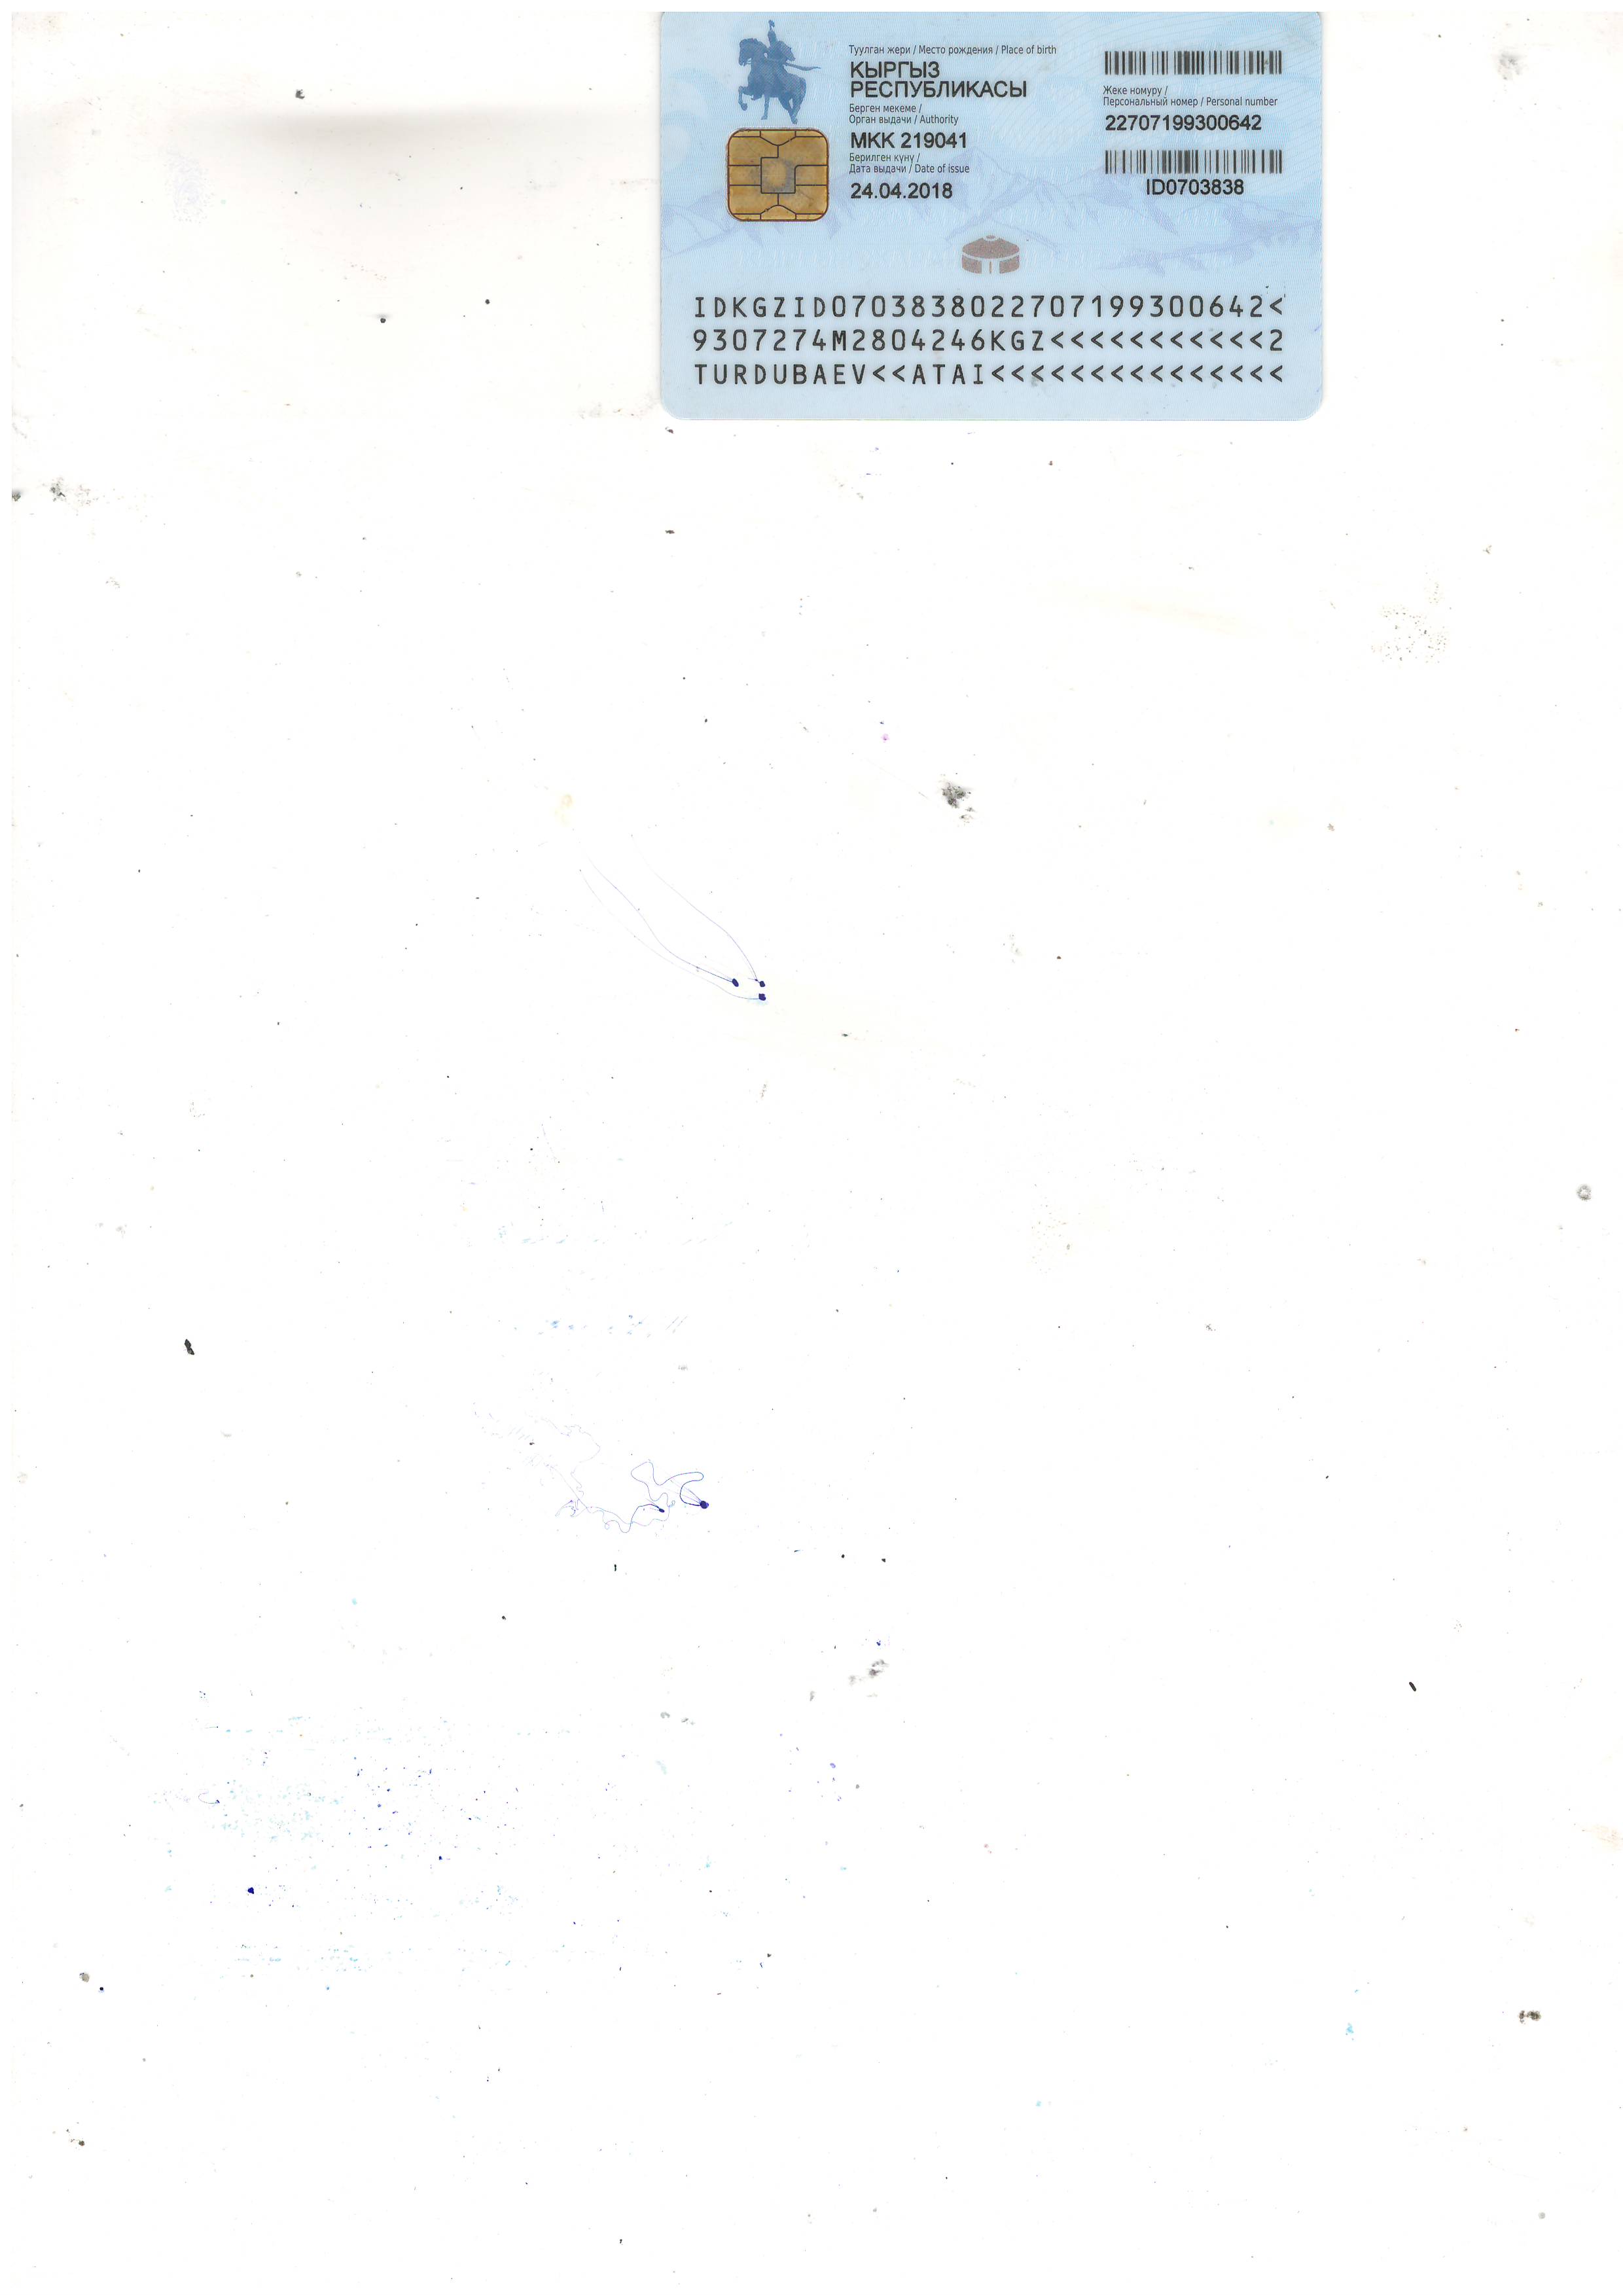 Туулган жери / Место рождения / Place of birth
КЫРГЫЗ
РЕСПУБЛИКАСЫ
Берген мекеме /
Орган выдачи / Authority
МКК 219041
Берилген күнү /
Дата выдачи / Date of issue
24.04.2018
Жеке номуру /
Персональный номер / Personal number
22707199300642
ID0703838
IDKGZID0703838022707199300642<
9307274M2804246KGZ<<<<<<<<<<<2
TURDUBAEV<<ATAI<<<<<<<<<<<<<<<